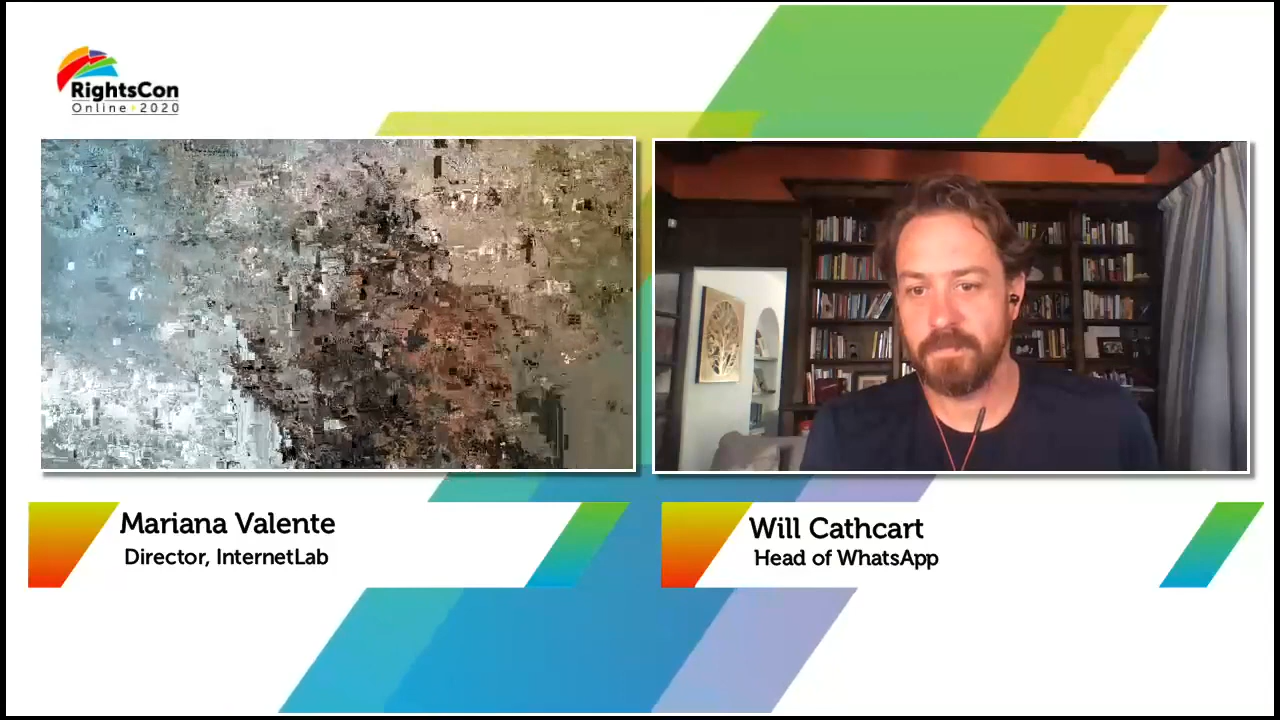 RightsCon
Online•2020
Mariana Valente
Director, InternetLab
Will Cathcart
Head of WhatsApp